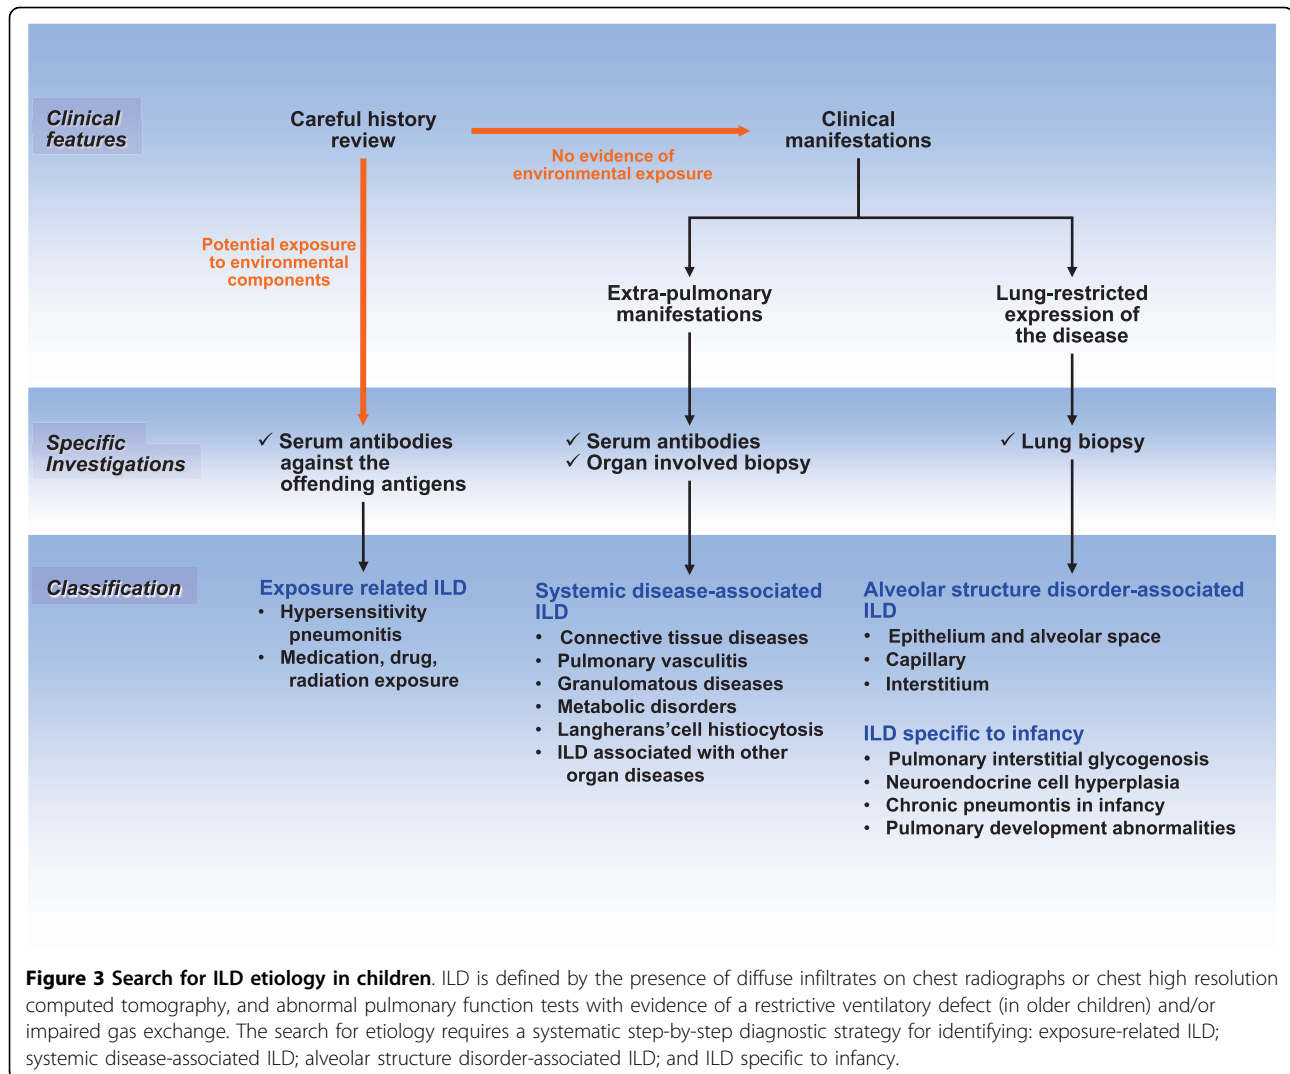 Clinical
features
Careful history
review
No evidence of
environmental exposure
Clinical
manifestations
Potential exposure
to environmental
components
Extra-pulmonary
manifestations
Lung-restricted
expression of
the disease
Specific
Investigations
✓ Serum antibodies
against the
offending antigens
✓ Serum antibodies
✓ Organ involved biopsy
✓ Lung biopsy
Classification
Exposure related ILD
• Hypersensitivity
pneumonitis
• Medication, drug,
radiation exposure
Systemic disease-associated
ILD
• Connective tissue diseases
• Pulmonary vasculitis
• Granulomatous diseases
• Metabolic disorders
• Langherans’cell histiocytosis
• ILD associated with other
organ diseases
Alveolar structure disorder-associated
ILD
• Epithelium and alveolar space
• Capillary
• Interstitium
ILD specific to infancy
• Pulmonary interstitial glycogenosis
• Neuroendocrine cell hyperplasia
• Chronic pneumontis in infancy
• Pulmonary development abnormalities
Figure 3 Search for ILD etiology in children. ILD is defined by the presence of diffuse infiltrates on chest radiographs or chest high resolution
computed tomography, and abnormal pulmonary function tests with evidence of a restrictive ventilatory defect (in older children) and/or
impaired gas exchange. The search for etiology requires a systematic step-by-step diagnostic strategy for identifying: exposure-related ILD;
systemic disease-associated ILD; alveolar structure disorder-associated ILD; and ILD specific to infancy.